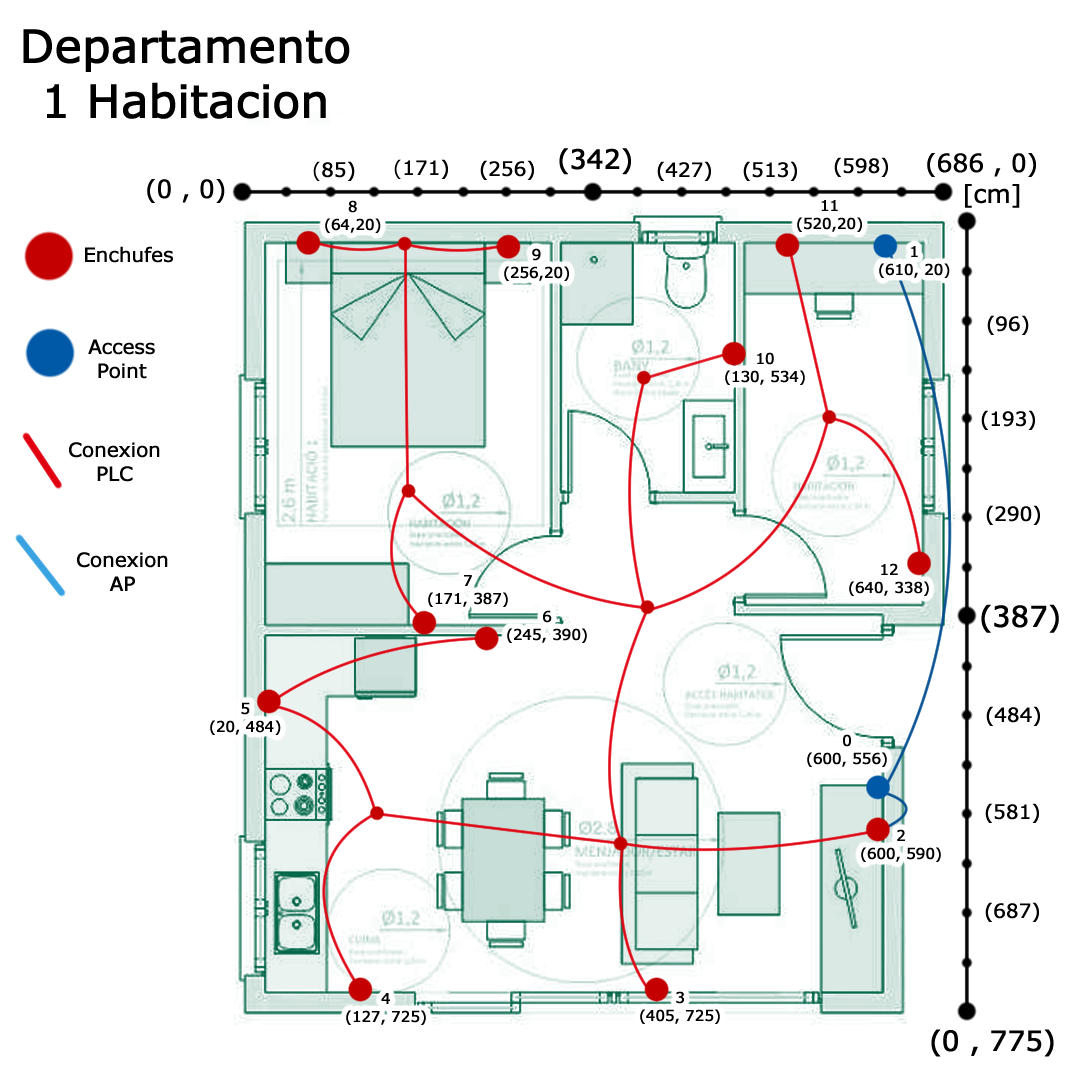 Departamento
1 Habitacion
(0 , 0)
(85)
(171)
(256)
(342)
(427)
(513)
(598)
(686 , 0)
[cm]
Enchufes
Access
Point
Conexion
PLC
Conexion
AP
8
(64,20)
9
(256,20)
11
(520,20)
1
(610, 20)
10
(130, 534)
(96)
(193)
(290)
(387)
(484)
(581)
(687)
(0 , 775)
Ø1,2
BANY
Ø1,2
HABITACIÓN
Ø1,2
HABITACIÓN
2.6 m
HABITACIÓ 1
12
(640, 338)
7
(171, 387)
6
(245, 390)
Ø1,2
ACCÉS HABITATGE
5
(20, 484)
0
(600, 556)
Ø2.8
MENJADOR/ESTAR
2
(600, 590)
Ø1,2
CUINA
4
(127, 725)
3
(405, 725)